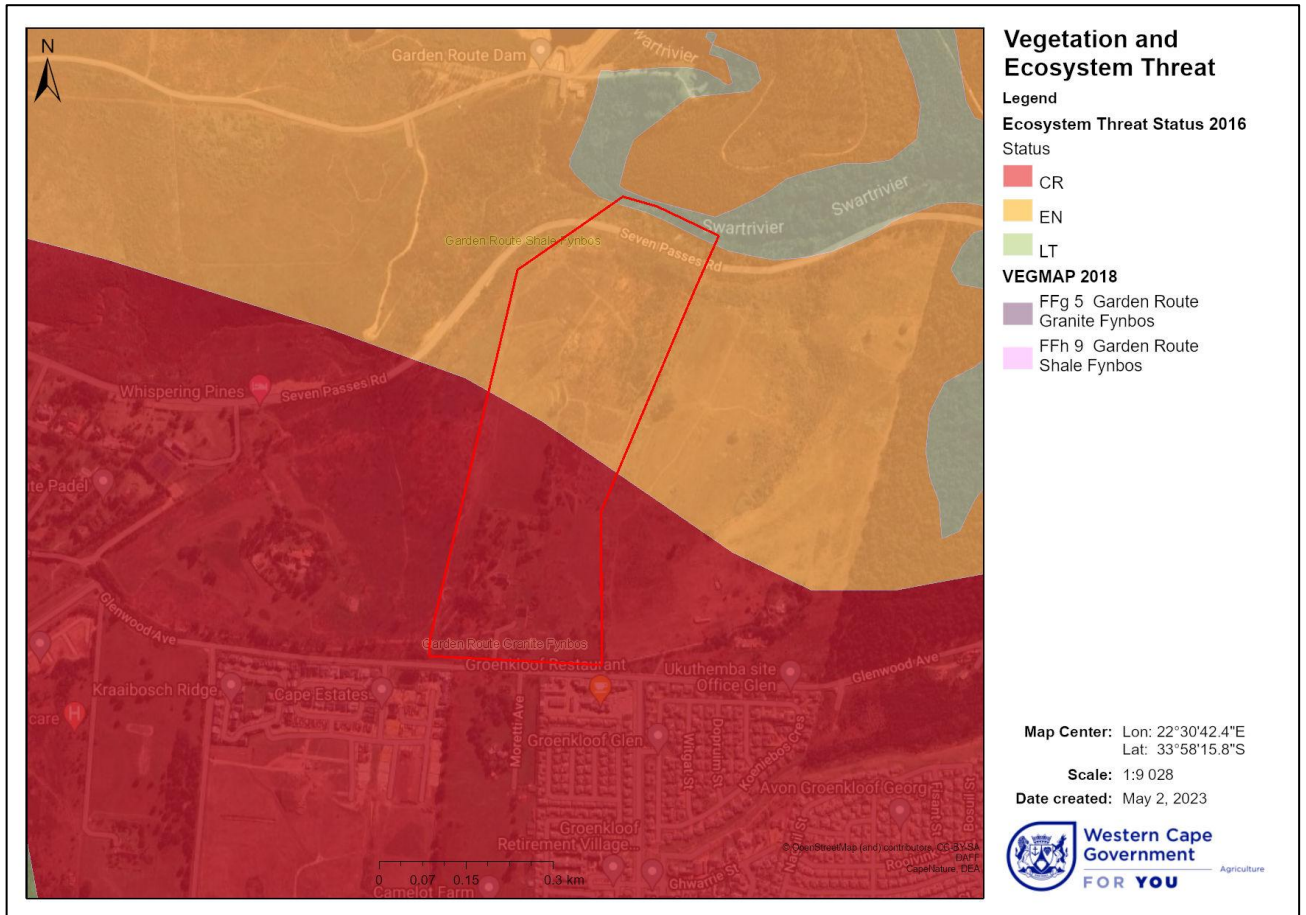 N
Garden Route Dam
Swartrivier
Swartrivier
Swartrivier
Garden Route Shale Fynbos
Seven Passes Rd
Whispering Pines
Seven Passes Rd
te Padel
Glenwood Ave
Garden Route Granite Fynbos
Groenkloof Restaurant
Ukuthemba site
Office Glen
Glenwood Ave
Kraaibosch Ridge
Cape Estates
care
H
Moretti Ave
Groenkloof Glen
Witgat St
Dooruint St
Kooniebos Cres
Avon Groenkloof Georg
Groenkloof
Retirement Village...
Ghwarrie St
Camelot Farm
© OpenStreetMap (and) contributors, CC-BY-SA
DAFF
CapeNature, DEA
0 0,07 0,15 0,3 km
Vegetation and
Ecosystem Threat
Legend
Ecosystem Threat Status 2016
Status
CR
EN
LT
VEGMAP 2018
FFg 5 Garden Route
Granite Fynbos
FFh 9 Garden Route
Shale Fynbos
Map Center: Lon: 22°30'42.4"E
Lat: 33°58'15.8"S
Scale: 1:9 028
Date created: May 2, 2023
Western Cape
Government
Agriculture
FOR YOU